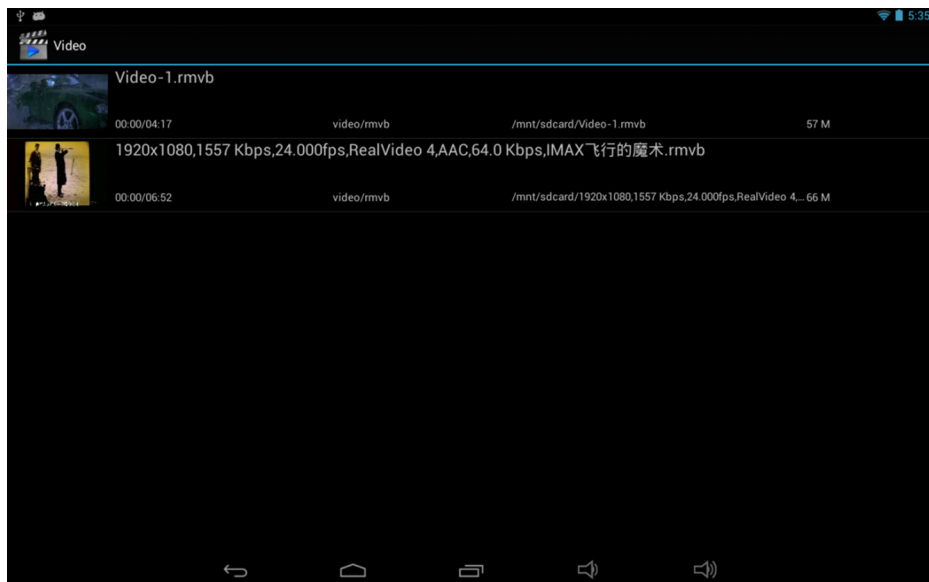 5:35
Video
Video-1.rmvb
00:00/04:17 video/rmvb /mnt/sdcard/Video-1.rmvb 57 M
1920x1080,1557 Kbps,24.000fps,RealVideo 4,AAC,64.0 Kbps,IMAX飞行的魔术.rmvb
00:00/06:52 video/rmvb /mnt/sdcard/1920x1080,1557 Kbps,24.000fps,RealVideo 4,... 66 M